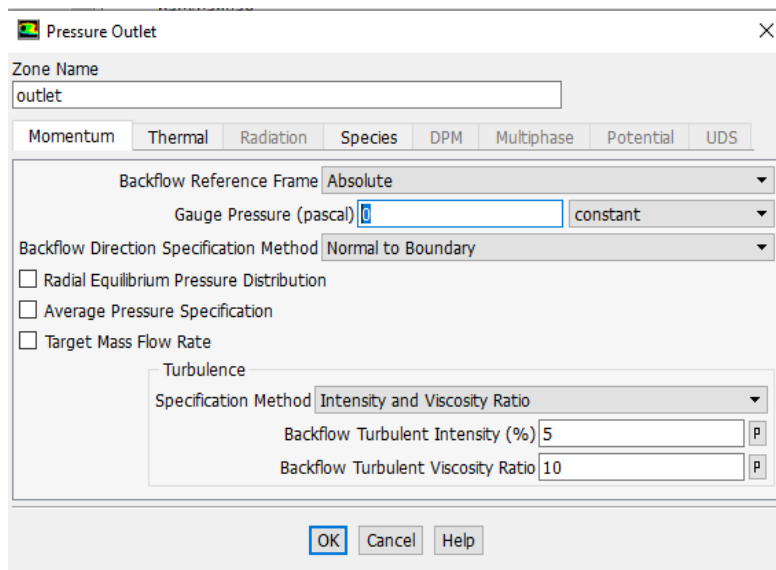 Pressure Outlet
Zone Name
outlet
Momentum Thermal Radiation Species DPM Multiphase Potential UDS
Backflow Reference Frame Absolute
Gauge Pressure (pascal) 0 constant
Backflow Direction Specification Method Normal to Boundary
Radial Equilibrium Pressure Distribution
Average Pressure Specification
Target Mass Flow Rate
Turbulence
Specification Method Intensity and Viscosity Ratio
Backflow Turbulent Intensity (%) 5 P
Backflow Turbulent Viscosity Ratio 10 P
OK Cancel Help